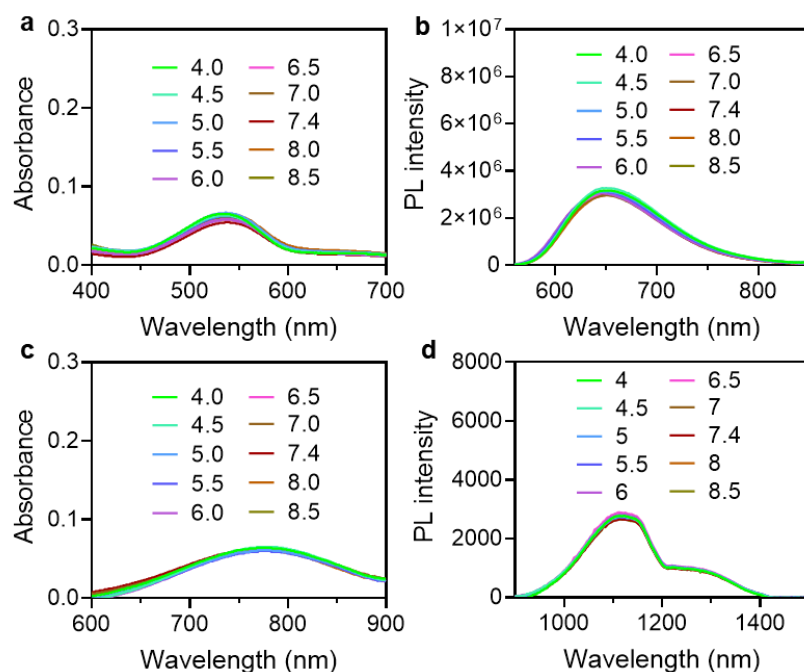 a
0.3
0.2
0.1
0.0
Absorbance
4.0 6.5
4.5 7.0
5.0 7.4
5.5 8.0
6.0 8.5
400 500 600 700
Wavelength (nm)
b
1×10⁷
8×10⁶
6×10⁶
4×10⁶
2×10⁶
0
PL intensity
4.0 6.5
4.5 7.0
5.0 7.4
5.5 8.0
6.0 8.5
600 700 800
Wavelength (nm)
c
0.3
0.2
0.1
0.0
Absorbance
4.0 6.5
4.5 7.0
5.0 7.4
5.5 8.0
6.0 8.5
600 700 800 900
Wavelength (nm)
d
8000
6000
4000
2000
0
PL intensity
4 6.5
4.5 7
5 7.4
5.5 8
6 8.5
1000 1200 1400
Wavelength (nm)